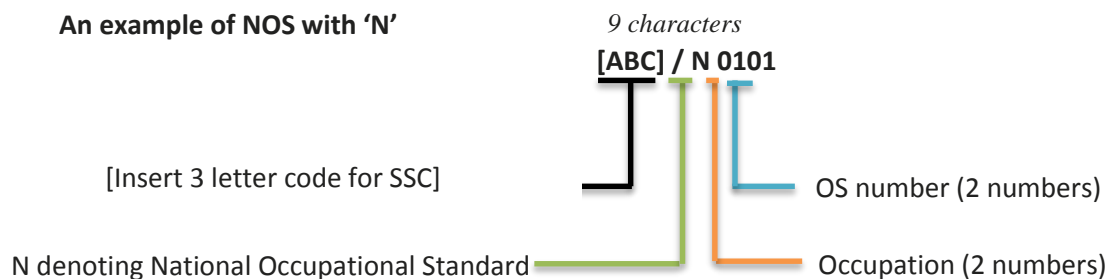 An example of NOS with ‘N’
9 characters
[ABC] / N 0101
[Insert 3 letter code for SSC]
OS number (2 numbers)
N denoting National Occupational Standard
Occupation (2 numbers)